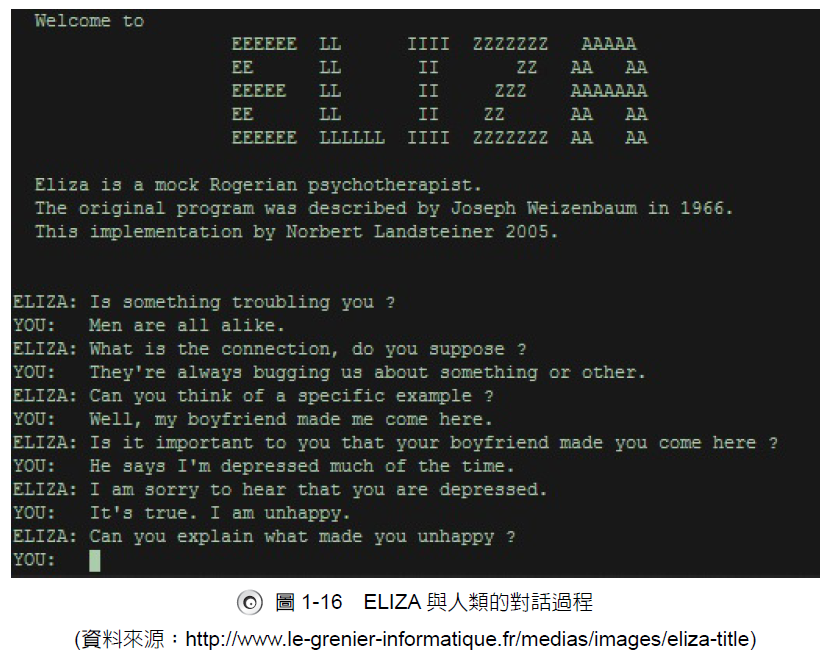 Welcome to
EEEEEE LL IIII ZZZZZZZ AAAAA
EE LL II ZZ AA AA
EEEEE LL II ZZZ AAAAAAA
EE LL II ZZ AA AA
EEEEEE LLLLLL IIII ZZZZZZZ AA AA
Eliza is a mock Rogerian psychotherapist.
The original program was described by Joseph Weizenbaum in 1966.
This implementation by Norbert Landsteiner 2005.
ELIZA: Is something troubling you ?
YOU: Men are all alike.
ELIZA: What is the connection, do you suppose ?
YOU: They're always bugging us about something or other.
ELIZA: Can you think of a specific example ?
YOU: Well, my boyfriend made me come here.
ELIZA: Is it important to you that your boyfriend made you come here ?
YOU: He says I'm depressed much of the time.
ELIZA: I am sorry to hear that you are depressed.
YOU: It's true. I am unhappy.
ELIZA: Can you explain what made you unhappy ?
YOU:
圖 1-16 ELIZA 與人類的對話過程
(資料來源：http://www.le-grenier-informatique.fr/medias/images/eliza-title)